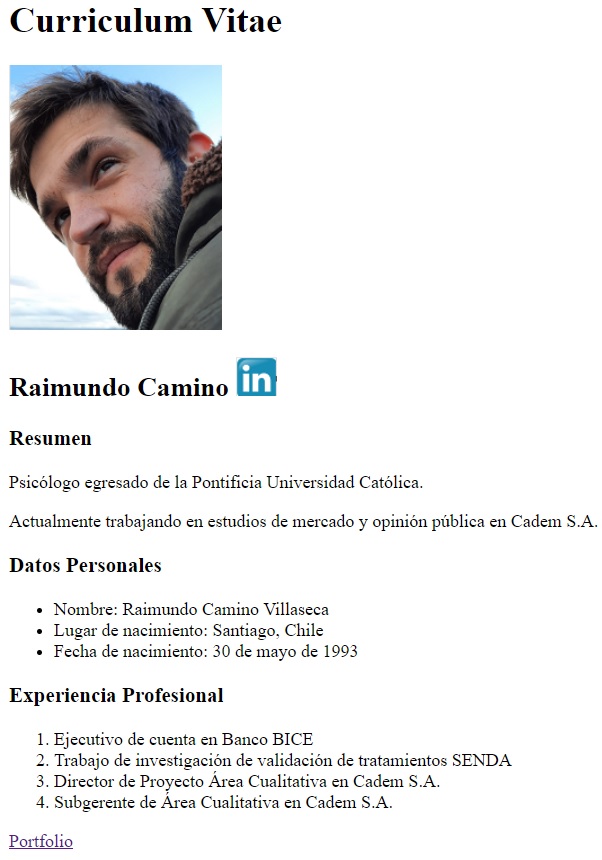 Curriculum Vitae
Raimundo Camino in
Resumen
Psicólogo egresado de la Pontificia Universidad Católica.
Actualmente trabajando en estudios de mercado y opinión pública en Cadem S.A.
Datos Personales
• Nombre: Raimundo Camino Villaseca
• Lugar de nacimiento: Santiago, Chile
• Fecha de nacimiento: 30 de mayo de 1993
Experiencia Profesional
1. Ejecutivo de cuenta en Banco BICE
2. Trabajo de investigación de validación de tratamientos SENDA
3. Director de Proyecto Área Cualitativa en Cadem S.A.
4. Subgerente de Área Cualitativa en Cadem S.A.
Portfolio